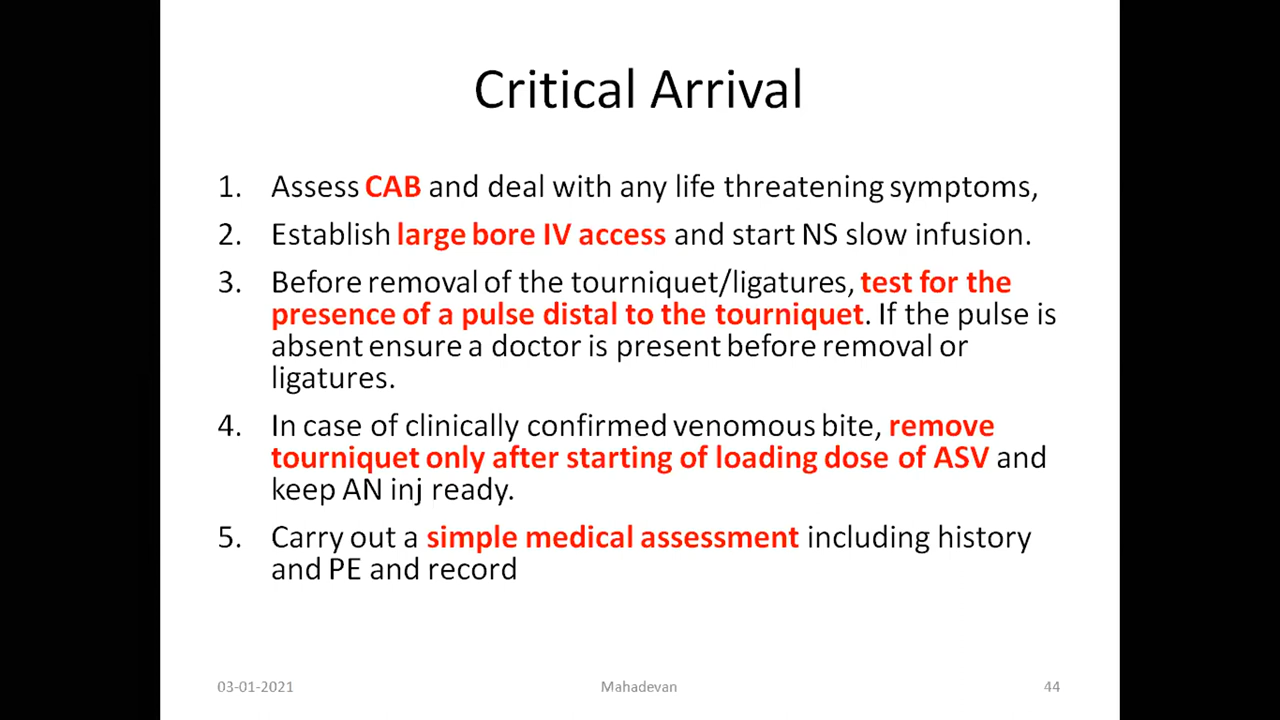 Critical Arrival
1. Assess CAB and deal with any life threatening symptoms,
2. Establish large bore IV access and start NS slow infusion.
3. Before removal of the tourniquet/ligatures, test for the
presence of a pulse distal to the tourniquet. If the pulse is
absent ensure a doctor is present before removal or
ligatures.
4. In case of clinically confirmed venomous bite, remove
tourniquet only after starting of loading dose of ASV and
keep AN inj ready.
5. Carry out a simple medical assessment including history
and PE and record
03-01-2021 Mahadevan 44